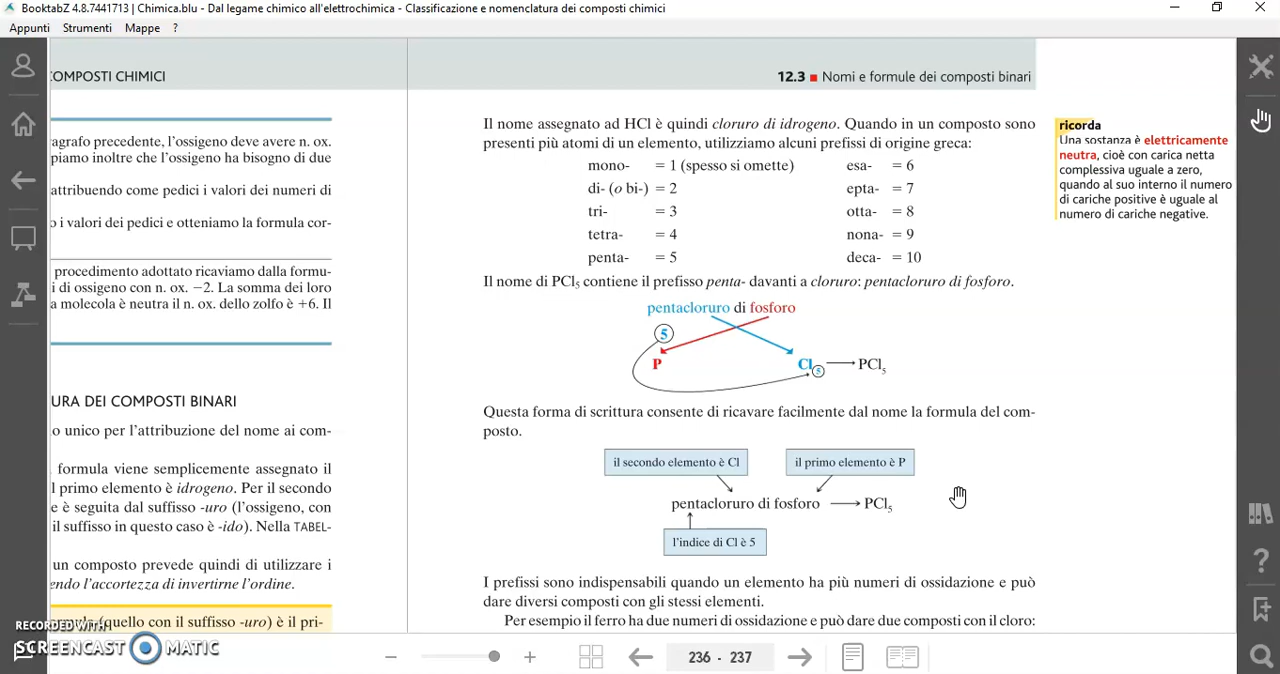 BooktabZ 4.8.7441713 | Chimica.blu - Dal legame chimico all'elettrochimica - Classificazione e nomenclatura dei composti chimici
Appunti Strumenti Mappe ?
COMPOSTI CHIMICI
agrafo precedente, l'ossigeno deve avere n. ox.
piamo inoltre che l'ossigeno ha bisogno di due
attribuendo come pedici i valori dei numeri di
o i valori dei pedici e otteniamo la formula cor-
procedimento adottato ricaviamo dalla formu-
i di ossigeno con n. ox. −2. La somma dei loro
a molecola è neutra il n. ox. dello zolfo è +6. Il
URA DEI COMPOSTI BINARI
o unico per l'attribuzione del nome ai com-
formula viene semplicemente assegnato il
l primo elemento è idrogeno. Per il secondo
e è seguita dal suffisso -uro (l'ossigeno, con
il suffisso in questo caso è -ido). Nella TABEL-
un composto prevede quindi di utilizzare i
endo l'accortezza di invertirne l'ordine.
(quello con il suffisso -uro) è il pri-
12.3 ■ Nomi e formule dei composti binari
Il nome assegnato ad HCl è quindi cloruro di idrogeno. Quando in un composto sono
presenti più atomi di un elemento, utilizziamo alcuni prefissi di origine greca:
mono- = 1 (spesso si omette) esa- = 6
di- (o bi-) = 2 epta- = 7
tri- = 3 otta- = 8
tetra- = 4 nona- = 9
penta- = 5 deca- = 10
Il nome di PCl₅ contiene il prefisso penta- davanti a cloruro: pentacloruro di fosforo.
pentacloruro di fosforo
5
P Cl 5 PCl₅
Questa forma di scrittura consente di ricavare facilmente dal nome la formula del com-
posto.
il secondo elemento è Cl il primo elemento è P
pentacloruro di fosforo PCl₅
l'indice di Cl è 5
I prefissi sono indispensabili quando un elemento ha più numeri di ossidazione e può
dare diversi composti con gli stessi elementi.
Per esempio il ferro ha due numeri di ossidazione e può dare due composti con il cloro:
ricorda
Una sostanza è elettricamente
neutra, cioè con carica netta
complessiva uguale a zero,
quando al suo interno il numero
di cariche positive è uguale al
numero di cariche negative.
RECORDED WITH
SCREENCAST MATIC
236 - 237